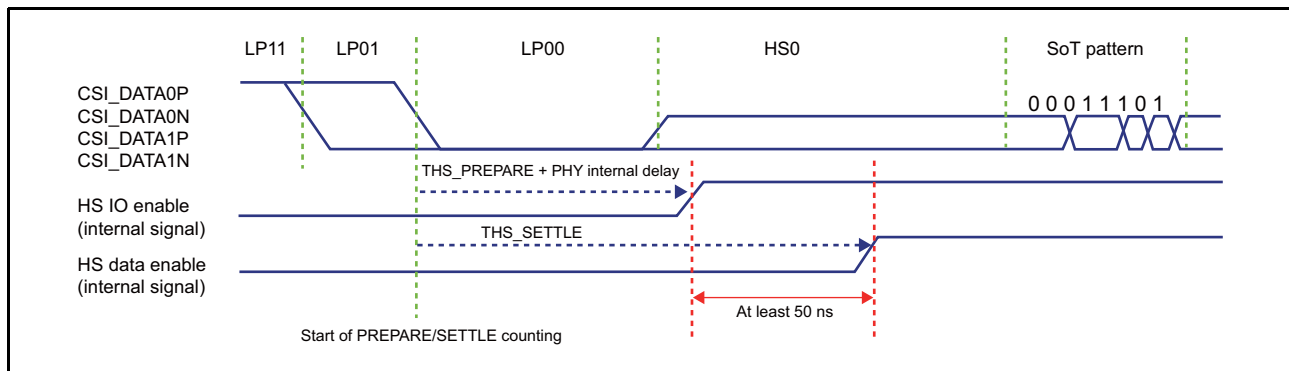 LP11 LP01 LP00 HS0 SoT pattern
CSI_DATA0P
CSI_DATA0N
CSI_DATA1P
CSI_DATA1N
0 0 0 1 1 1 0 1
THS_PREPARE + PHY internal delay
HS IO enable
(internal signal)
THS_SETTLE
HS data enable
(internal signal)
At least 50 ns
Start of PREPARE/SETTLE counting